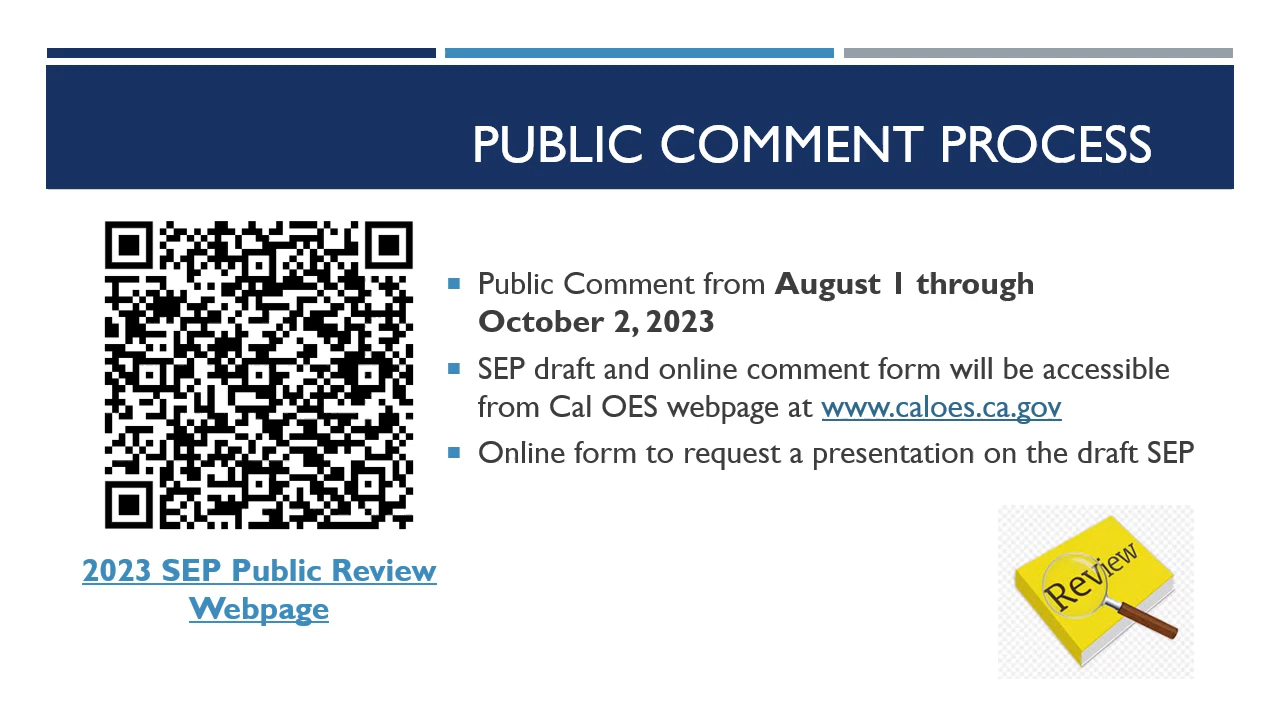 PUBLIC COMMENT PROCESS
Public Comment from August 1 through
October 2, 2023
SEP draft and online comment form will be accessible
from Cal OES webpage at www.caloes.ca.gov
Online form to request a presentation on the draft SEP
2023 SEP Public Review
Webpage
Review